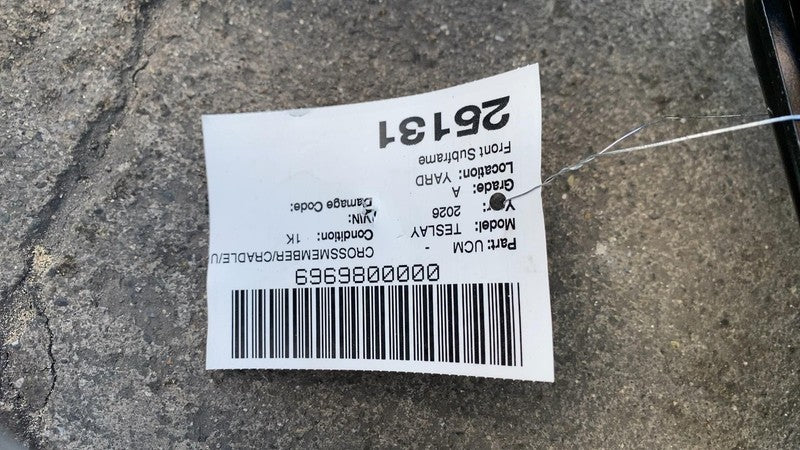 0000086969
Part: UCM - CROSSMEMBER/CRADLE/U
Model: TESLAY Condition: 1K
Yr: 2026 VIN:
Grade: A Damage Code:
Location: YARD
Front Subframe
25131